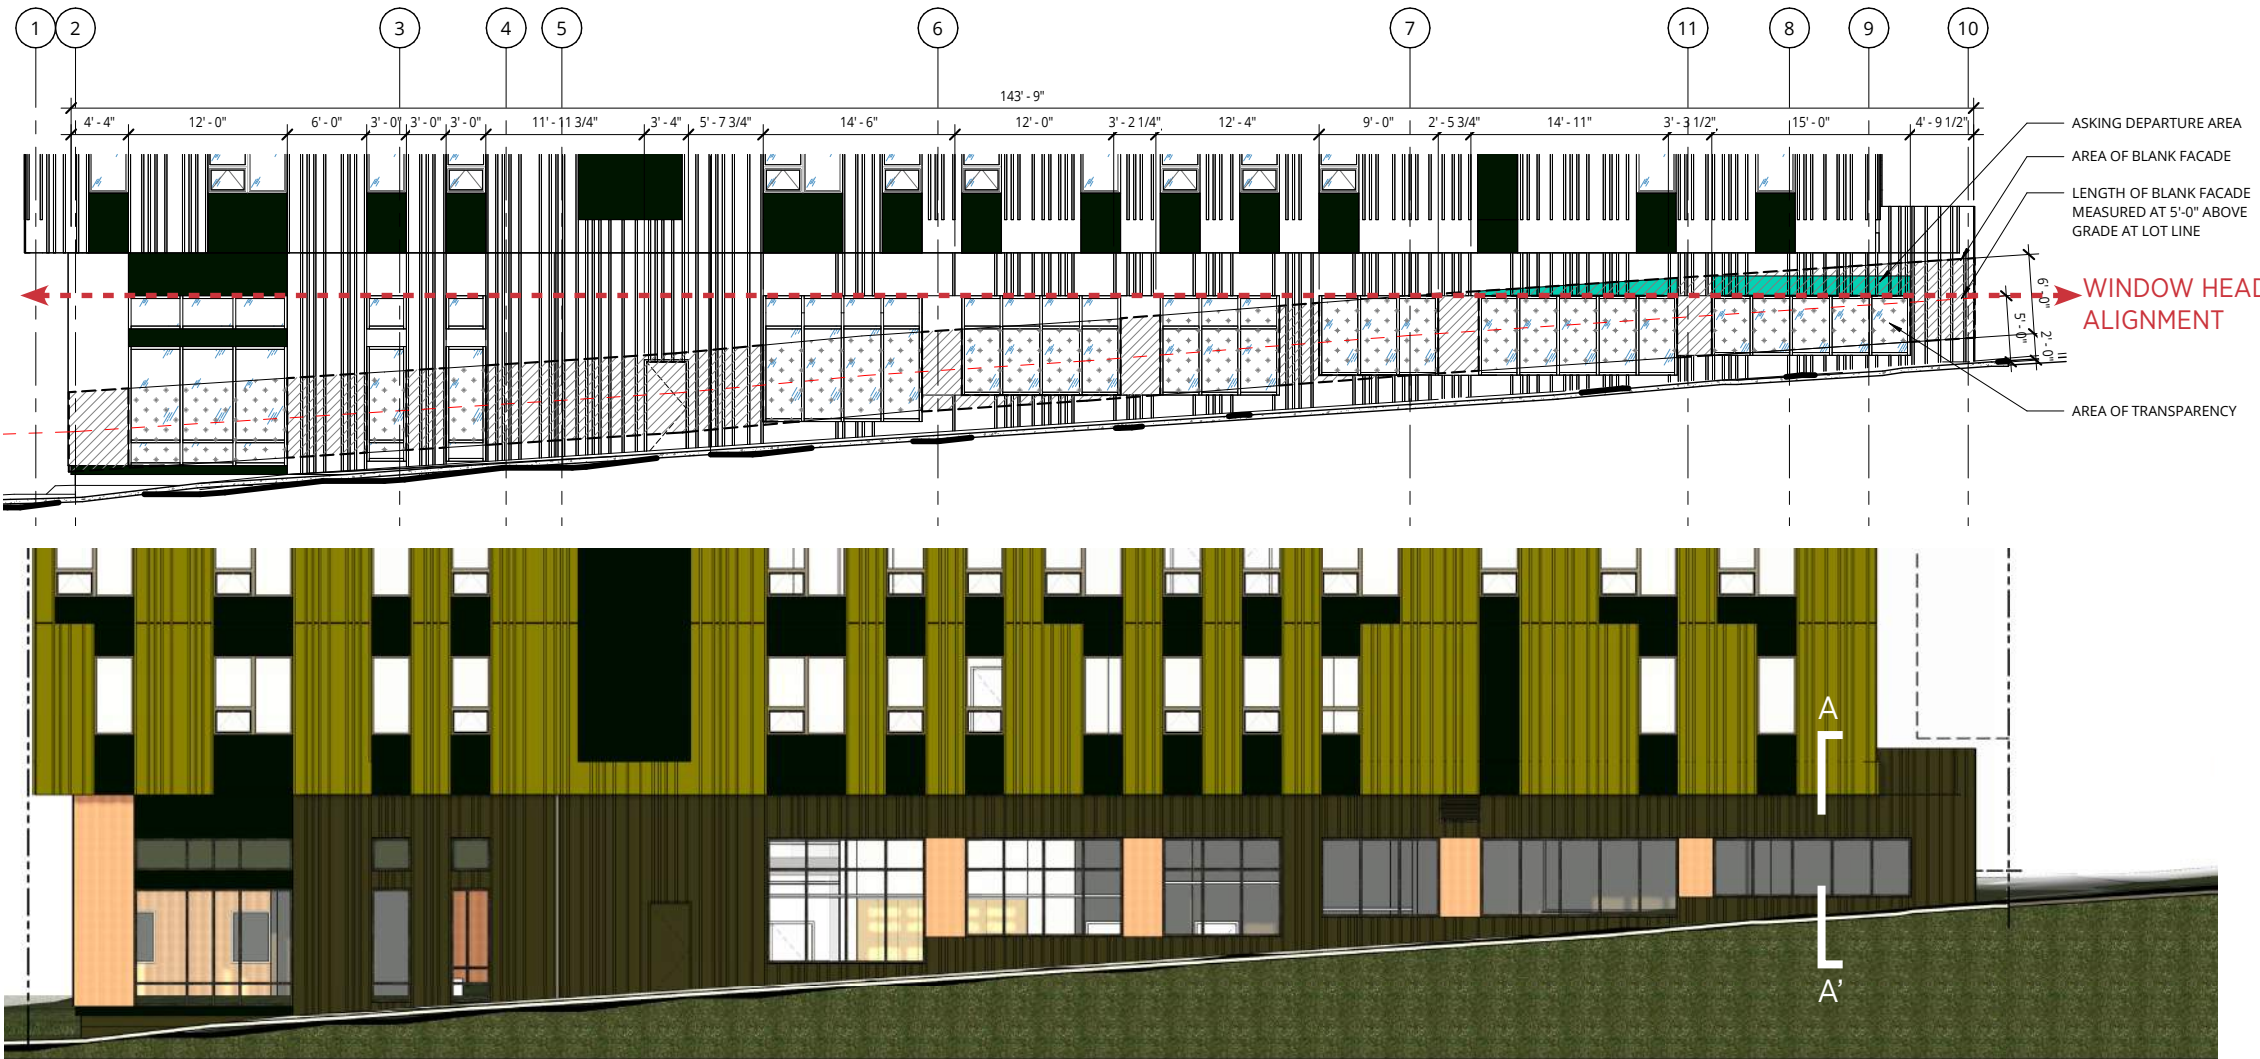 1 2 3 4 5 6 7 11 8 9 10
143' - 9"
4' - 4" 12' - 0" 6' - 0" 3' - 0" 3' - 0" 3' - 0" 11' - 11 3/4" 3' - 4" 5' - 7 3/4" 14' - 6" 12' - 0" 3' - 2 1/4" 12' - 4" 9' - 0" 2' - 5 3/4" 14' - 11" 3' - 3 1/2" 15' - 0" 4' - 9 1/2"
ASKING DEPARTURE AREA
AREA OF BLANK FACADE
LENGTH OF BLANK FACADE
MEASURED AT 5'-0" ABOVE
GRADE AT LOT LINE
6' - 0"
5' - 0"
2' - 0"
WINDOW HEAD
ALIGNMENT
AREA OF TRANSPARENCY
A
A'